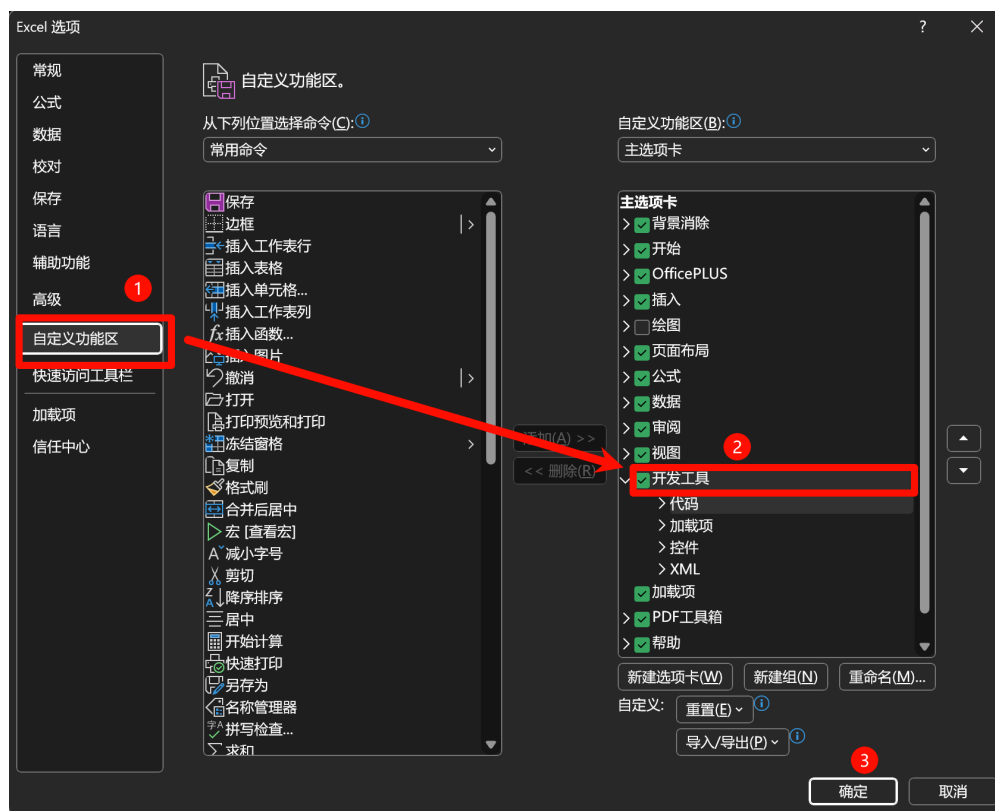 Excel 选项
?
常规
公式
数据
校对
保存
语言
辅助功能
高级
1
自定义功能区
快速访问工具栏
加载项
信任中心
自定义功能区。
从下列位置选择命令(C):
常用命令
保存
边框
插入工作表行
插入表格
插入单元格...
插入工作表列
fx 插入函数...
插入图片
撤消
打开
打印预览和打印
冻结窗格
复制
格式刷
合并后居中
宏 [查看宏]
减小字号
剪切
降序排序
居中
开始计算
快速打印
另存为
名称管理器
拼写检查...
求和
添加(A) >>
<< 删除(R)
自定义功能区(B):
主选项卡
主选项卡
背景消除
开始
OfficePLUS
插入
绘图
页面布局
公式
数据
审阅
视图
2
开发工具
代码
加载项
控件
XML
加载项
PDF工具箱
帮助
新建选项卡(W)
新建组(N)
重命名(M)...
自定义:
重置(E)
导入/导出(P)
3
确定
取消